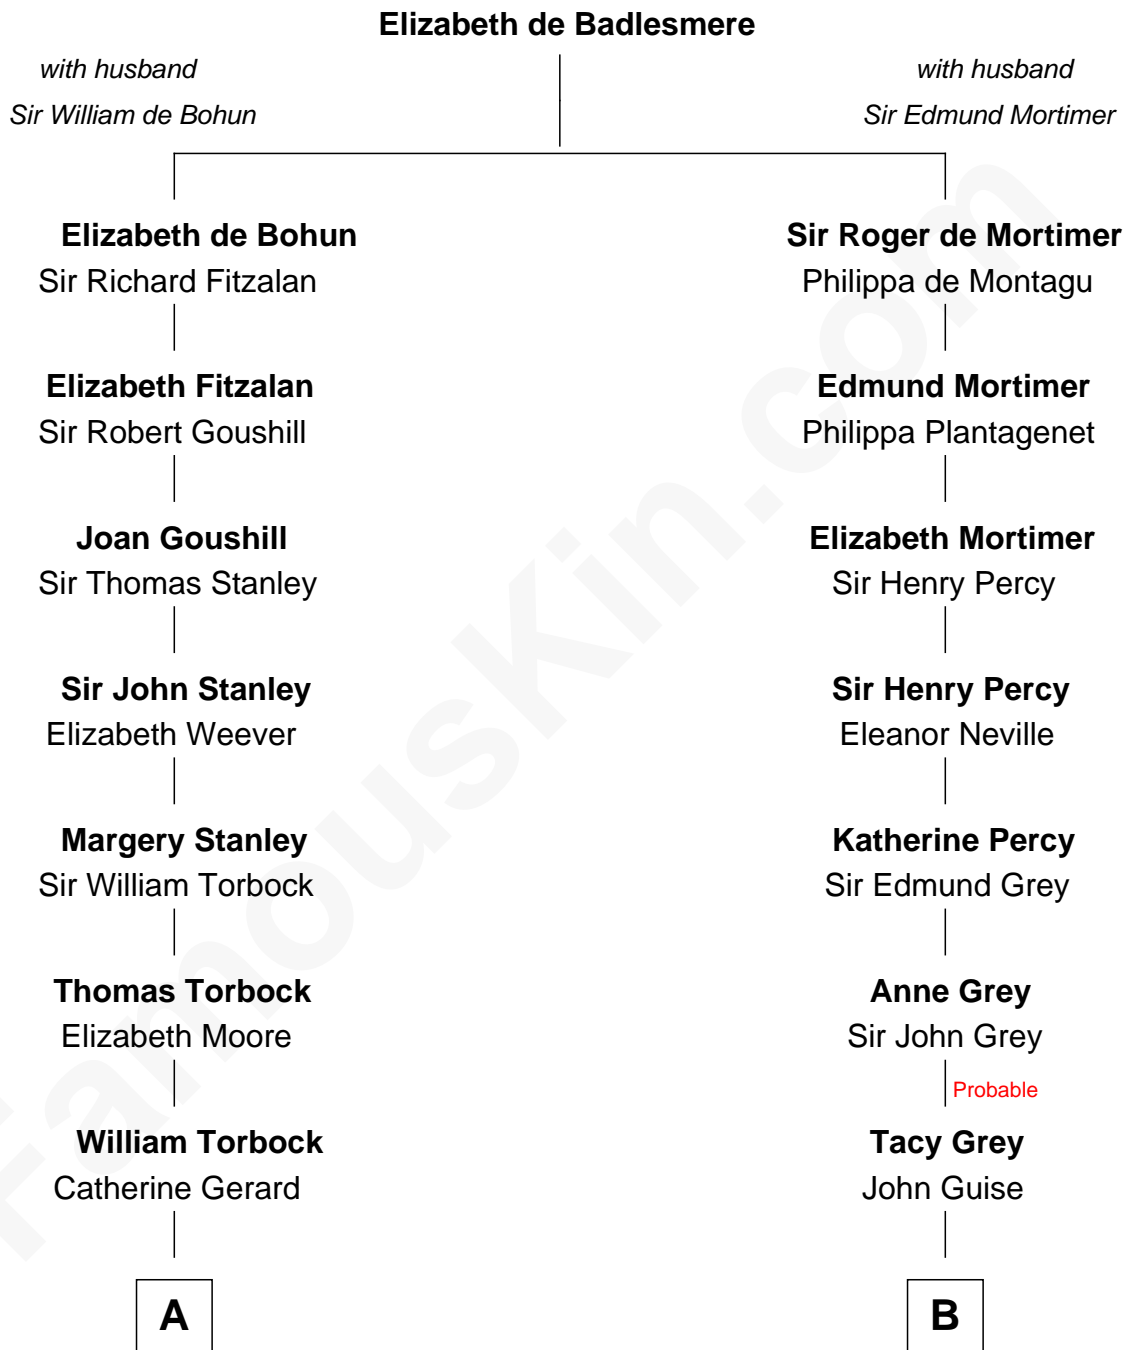 Elizabeth de Badlesmere
with husband
Sir William de Bohun
with husband
Sir Edmund Mortimer
Elizabeth de Bohun
Sir Richard Fitzalan
Sir Roger de Mortimer
Philippa de Montagu
Elizabeth Fitzalan
Sir Robert Goushill
Edmund Mortimer
Philippa Plantagenet
Joan Goushill
Sir Thomas Stanley
Elizabeth Mortimer
Sir Henry Percy
Sir John Stanley
Elizabeth Weever
Sir Henry Percy
Eleanor Neville
Margery Stanley
Sir William Torbock
Katherine Percy
Sir Edmund Grey
Thomas Torbock
Elizabeth Moore
Anne Grey
Sir John Grey
Probable
William Torbock
Catherine Gerard
Tacy Grey
John Guise
A
B
FamousKin.com